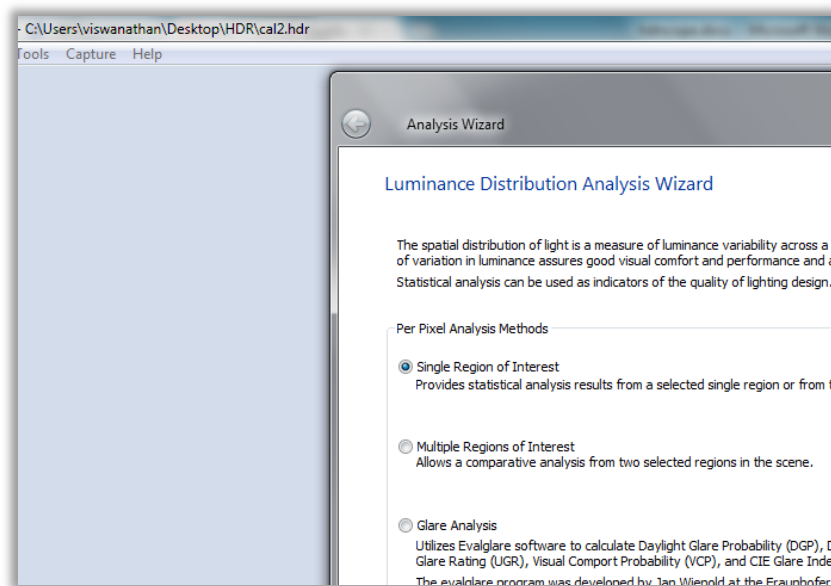 - C:\Users\viswanathan\Desktop\HDR\cal2.hdr
Tools Capture Help
Analysis Wizard
Luminance Distribution Analysis Wizard
The spatial distribution of light is a measure of luminance variability across a
of variation in luminance assures good visual comfort and performance and a
Statistical analysis can be used as indicators of the quality of lighting design.
Per Pixel Analysis Methods
Single Region of Interest
Provides statistical analysis results from a selected single region or from t
Multiple Regions of Interest
Allows a comparative analysis from two selected regions in the scene.
Glare Analysis
Utilizes Evalglare software to calculate Daylight Glare Probability (DGP), D
Glare Rating (UGR), Visual Comport Probability (VCP), and CIE Glare Inde
The evalglare program was developed by Jan Wienold at the Fraunhofer